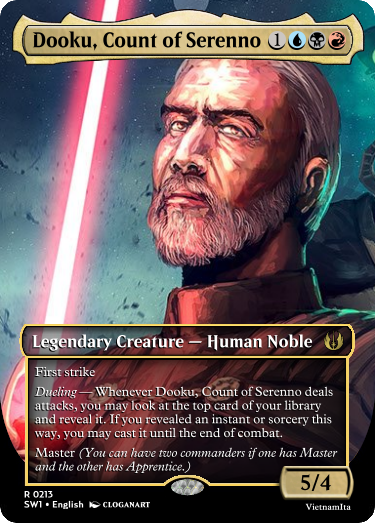 Dooku, Count of Serenno 1
Legendary Creature — Human Noble
First strike
Dueling — Whenever Dooku, Count of Serenno deals
attacks, you may look at the top card of your library
and reveal it. If you revealed an instant or sorcery this
way, you may cast it until the end of combat.
Master (You can have two commanders if one has Master
and the other has Apprentice.)
5/4
R 0213
SW1 • English CLOGANART
VietnamIta